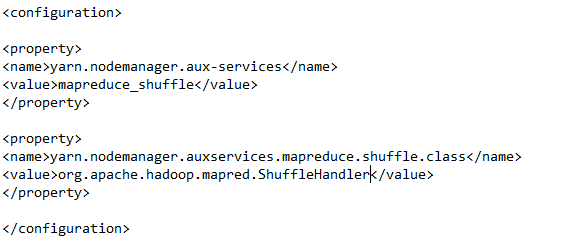 <configuration>
<property>
<name>yarn.nodemanager.aux-services</name>
<value>mapreduce_shuffle</value>
</property>
<property>
<name>yarn.nodemanager.auxservices.mapreduce.shuffle.class</name>
<value>org.apache.hadoop.mapred.ShuffleHandler</value>
</property>
</configuration>